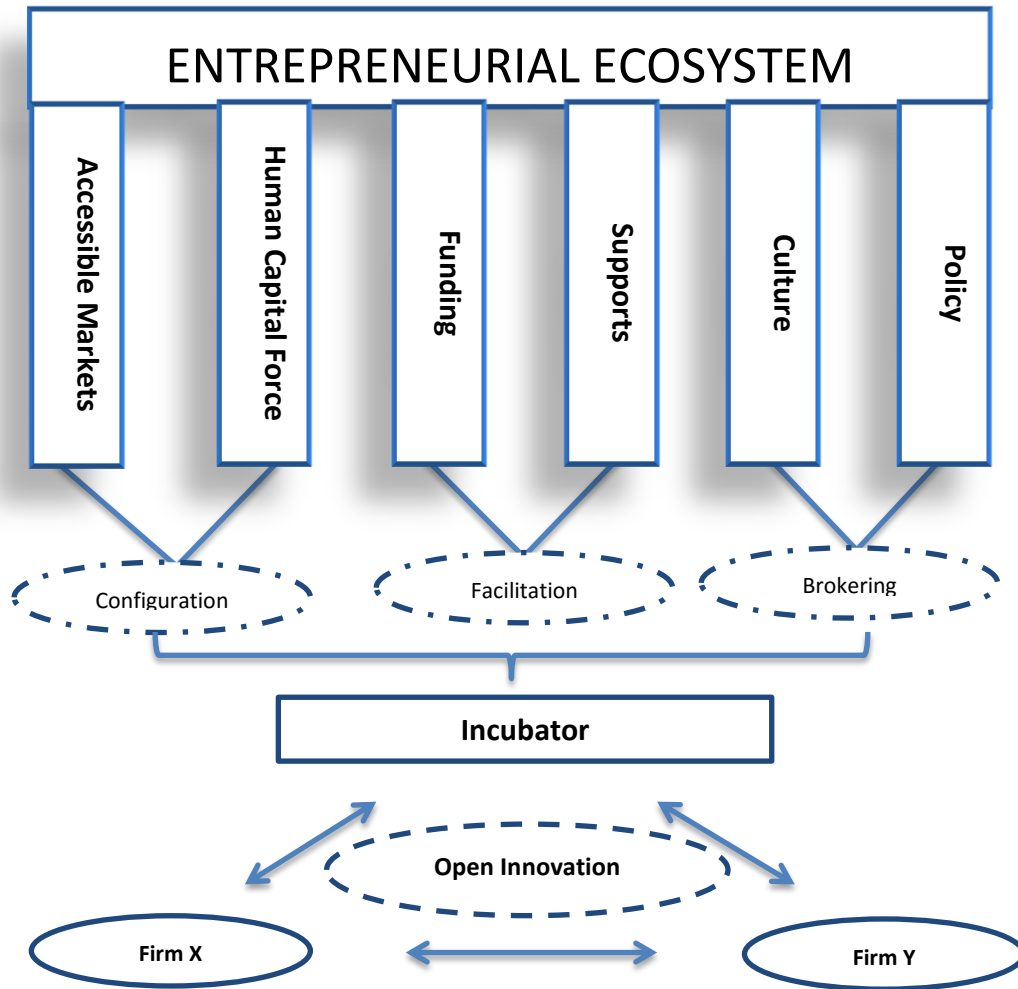 ENTREPRENEURIAL ECOSYSTEM
Accessible Markets
Human Capital Force
Funding
Supports
Culture
Policy
Configuration
Facilitation
Brokering
Incubator
Open Innovation
Firm X
Firm Y